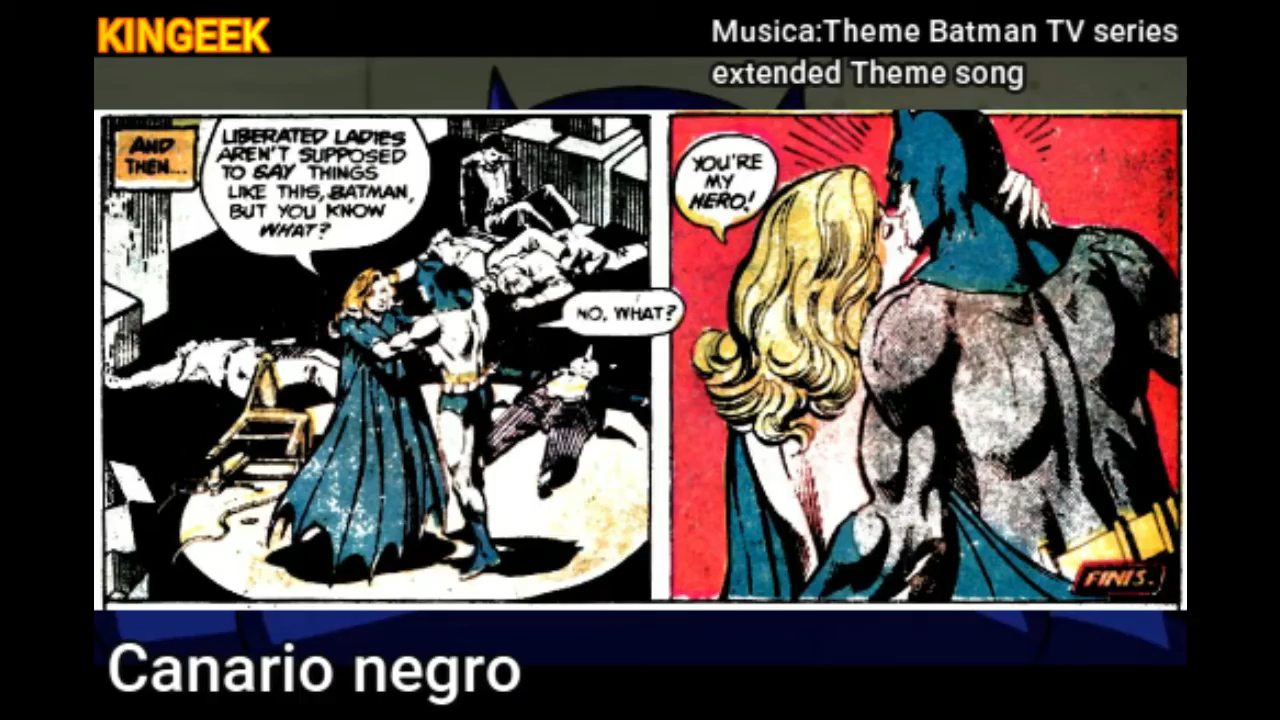 KINGEEK
Musica:Theme Batman TV series
extended Theme song
AND
THEN...
LIBERATED LADIES
AREN'T SUPPOSED
TO SAY THINGS
LIKE THIS, BATMAN,
BUT YOU KNOW
WHAT?
NO, WHAT?
YOU'RE
MY
HERO!
FINIS.
Canario negro